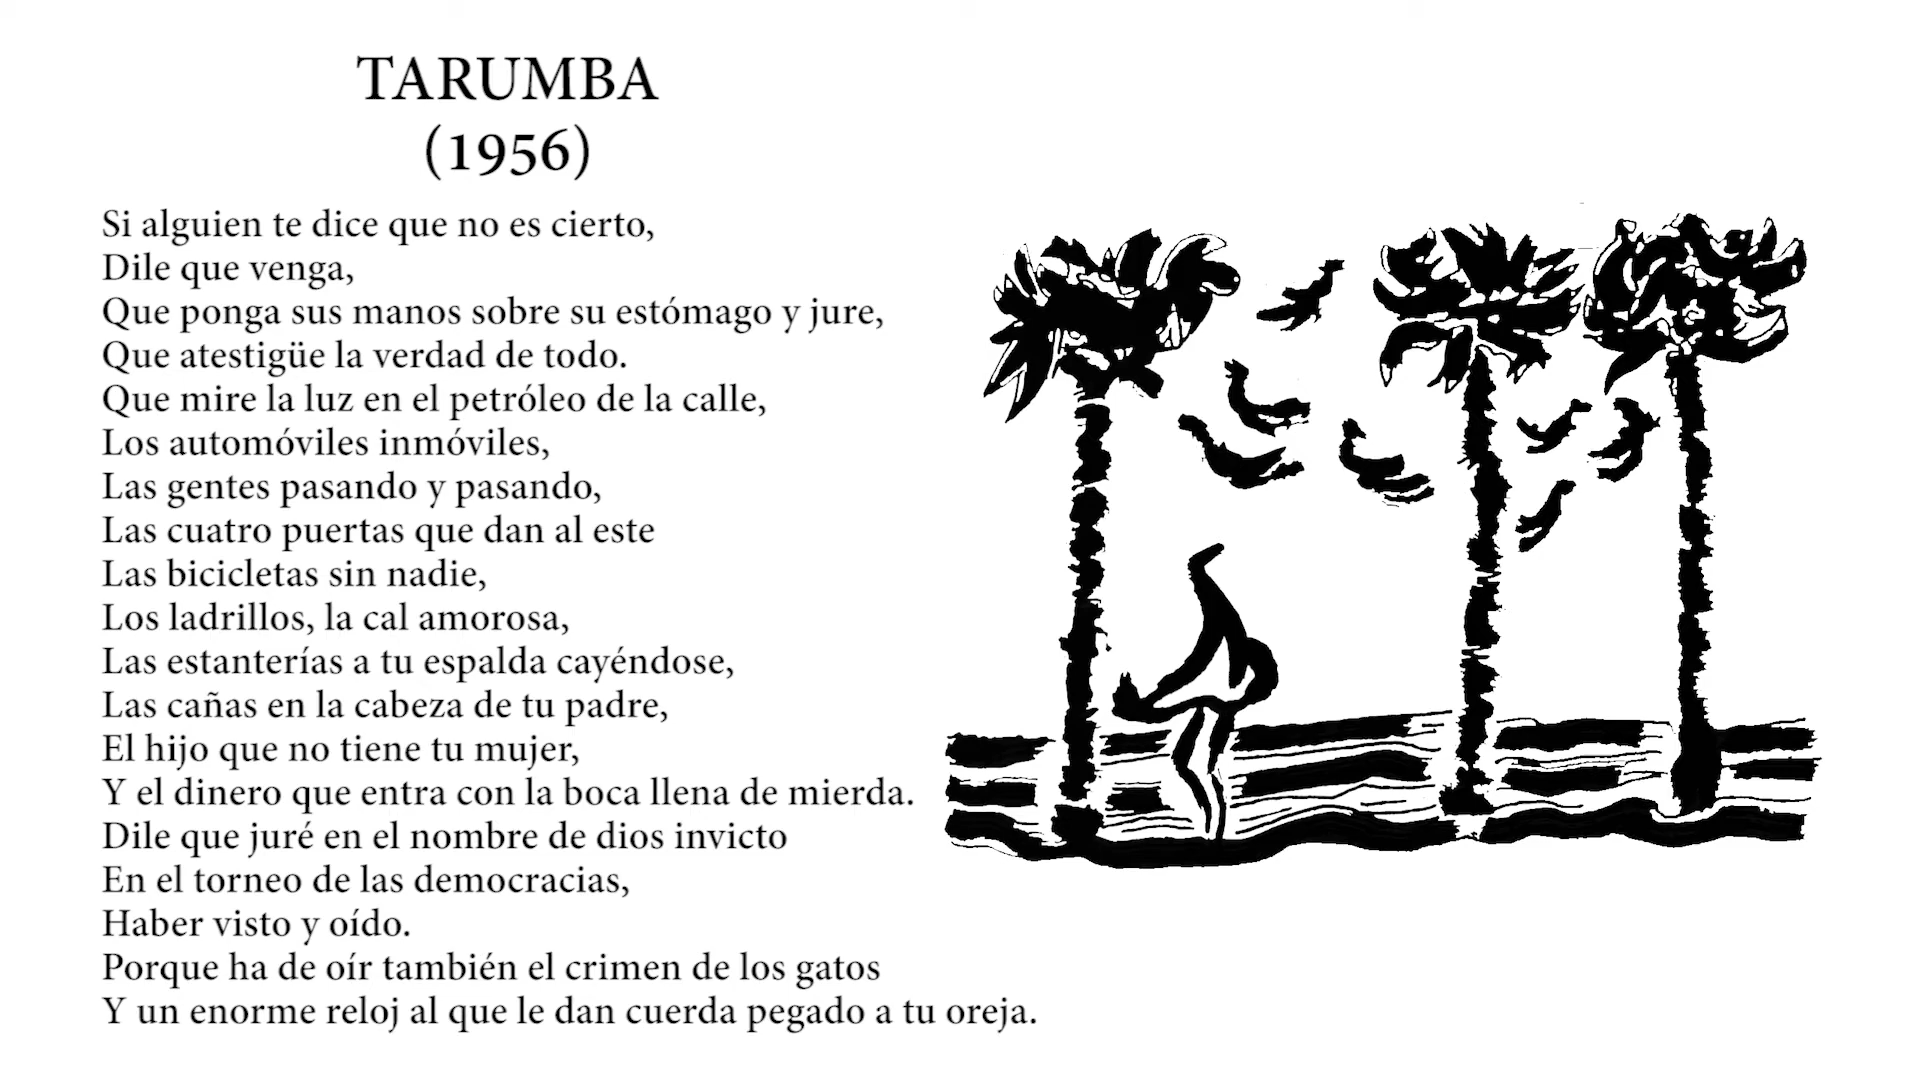 TARUMBA
(1956)
Si alguien te dice que no es cierto,
Dile que venga,
Que ponga sus manos sobre su estómago y jure,
Que atestigüe la verdad de todo.
Que mire la luz en el petróleo de la calle,
Los automóviles inmóviles,
Las gentes pasando y pasando,
Las cuatro puertas que dan al este
Las bicicletas sin nadie,
Los ladrillos, la cal amorosa,
Las estanterías a tu espalda cayéndose,
Las cañas en la cabeza de tu padre,
El hijo que no tiene tu mujer,
Y el dinero que entra con la boca llena de mierda.
Dile que juré en el nombre de dios invicto
En el torneo de las democracias,
Haber visto y oído.
Porque ha de oír también el crimen de los gatos
Y un enorme reloj al que le dan cuerda pegado a tu oreja.